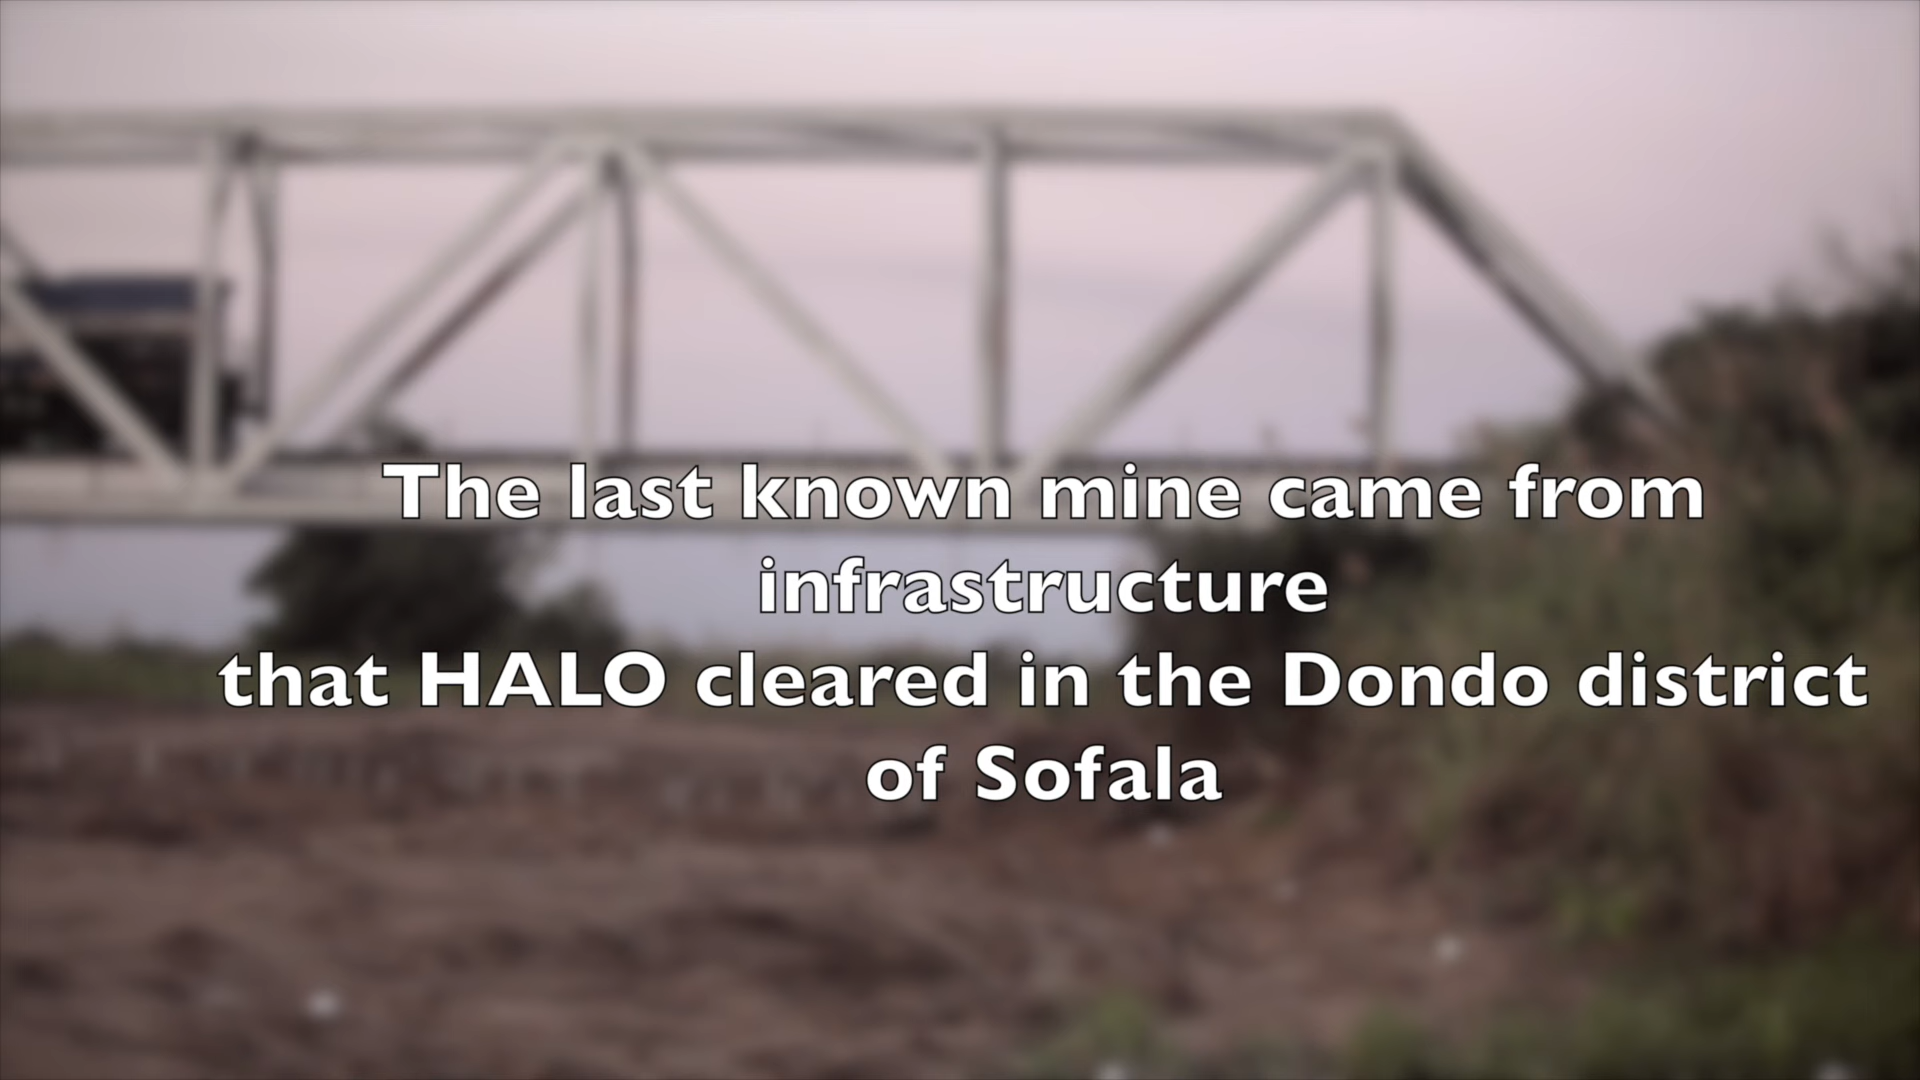 The last known mine came from
infrastructure
that HALO cleared in the Dondo district
of Sofala